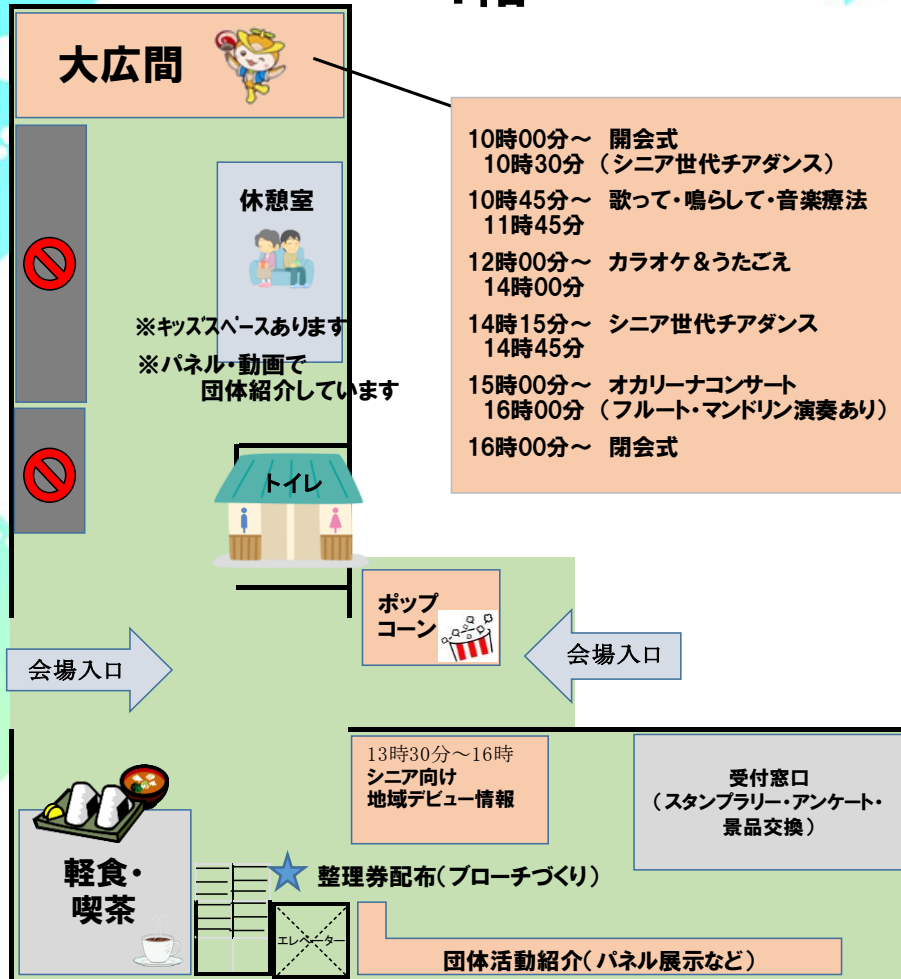 大広間
10時00分～ 開会式
10時30分 (シニア世代チアダンス)
10時45分～ 歌って・鳴らして・音楽療法
11時45分
12時00分～ カラオケ＆うたごえ
14時00分
14時15分～ シニア世代チアダンス
14時45分
15時00分～ オカリーナコンサート
16時00分 (フルート・マンドリン演奏あり)
16時00分～ 閉会式
休憩室
※キッズスペースあります
※パネル・動画で
団体紹介しています
トイレ
ポップ
コーン
会場入口
会場入口
13時30分～16時
シニア向け
地域デビュー情報
受付窓口
(スタンプラリー・アンケート・
景品交換)
軽食・
喫茶
整理券配布(ブローチづくり)
エレベーター
団体活動紹介(パネル展示など)